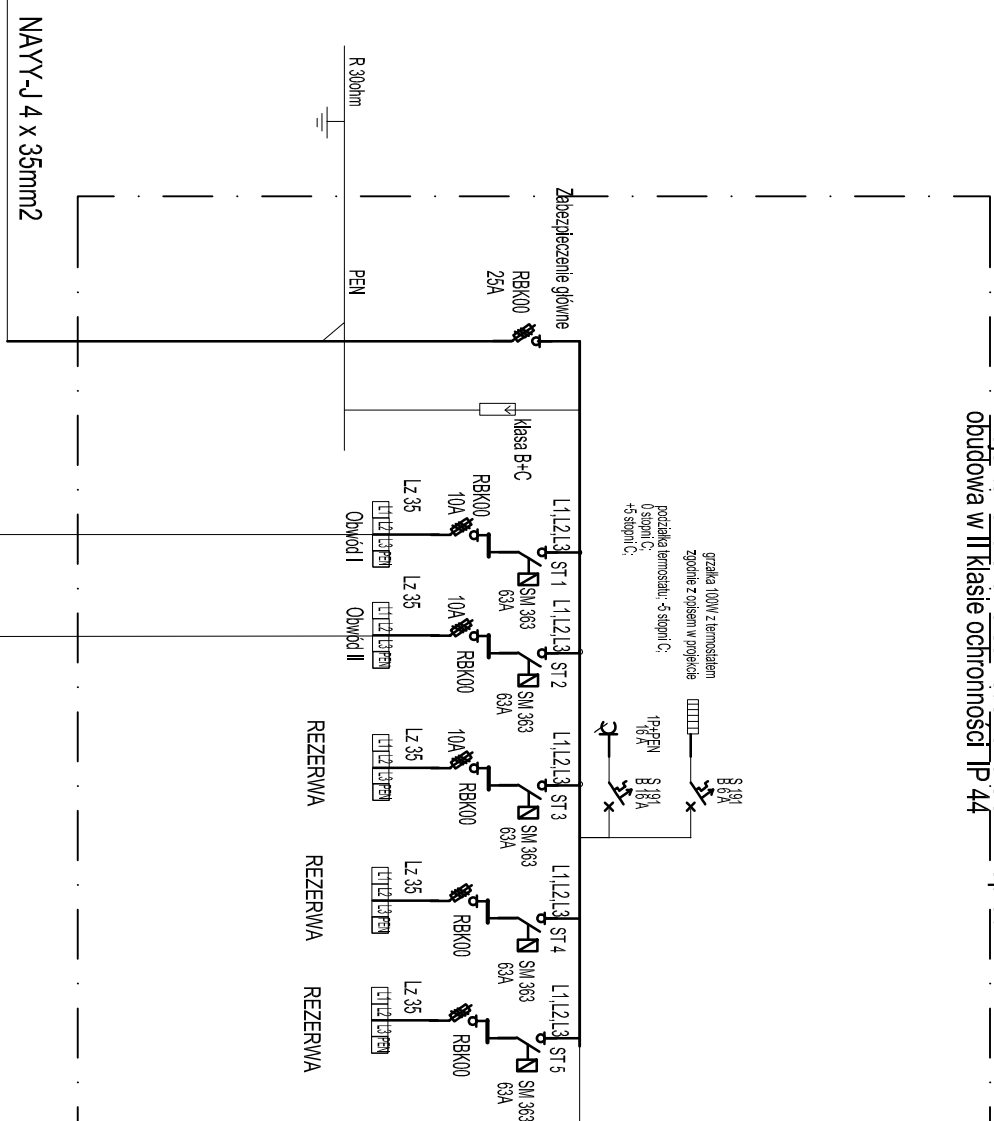 obudowa w II klasie ochronności IP 44
grzałka 100W z termostatem
zgodnie z opisem w projekcie
podziałka termostatu; -5 stopni C;
0 stopni C;
+5 stopni C;
S 191
B 6 A
S 191
B 16 A
1P+PEN
16 A
Zabezpieczenie główne
RBK00
25A
klasa B+C
R 30ohm
PEN
NAYY-J 4 x 35mm2
L1,L2,L3
ST 1
SM 363
63A
RBK00
10A
Lz 35
L1 L2 L3 PEN
Obwód I
L1,L2,L3
ST 2
SM 363
63A
RBK00
10A
Lz 35
L1 L2 L3 PEN
Obwód II
L1,L2,L3
ST 3
SM 363
63A
RBK00
10A
Lz 35
L1 L2 L3 PEN
REZERWA
L1,L2,L3
ST 4
SM 363
63A
RBK00
Lz 35
L1 L2 L3 PEN
REZERWA
L1,L2,L3
ST 5
SM 363
63A
RBK00
Lz 35
L1 L2 L3 PEN
REZERWA